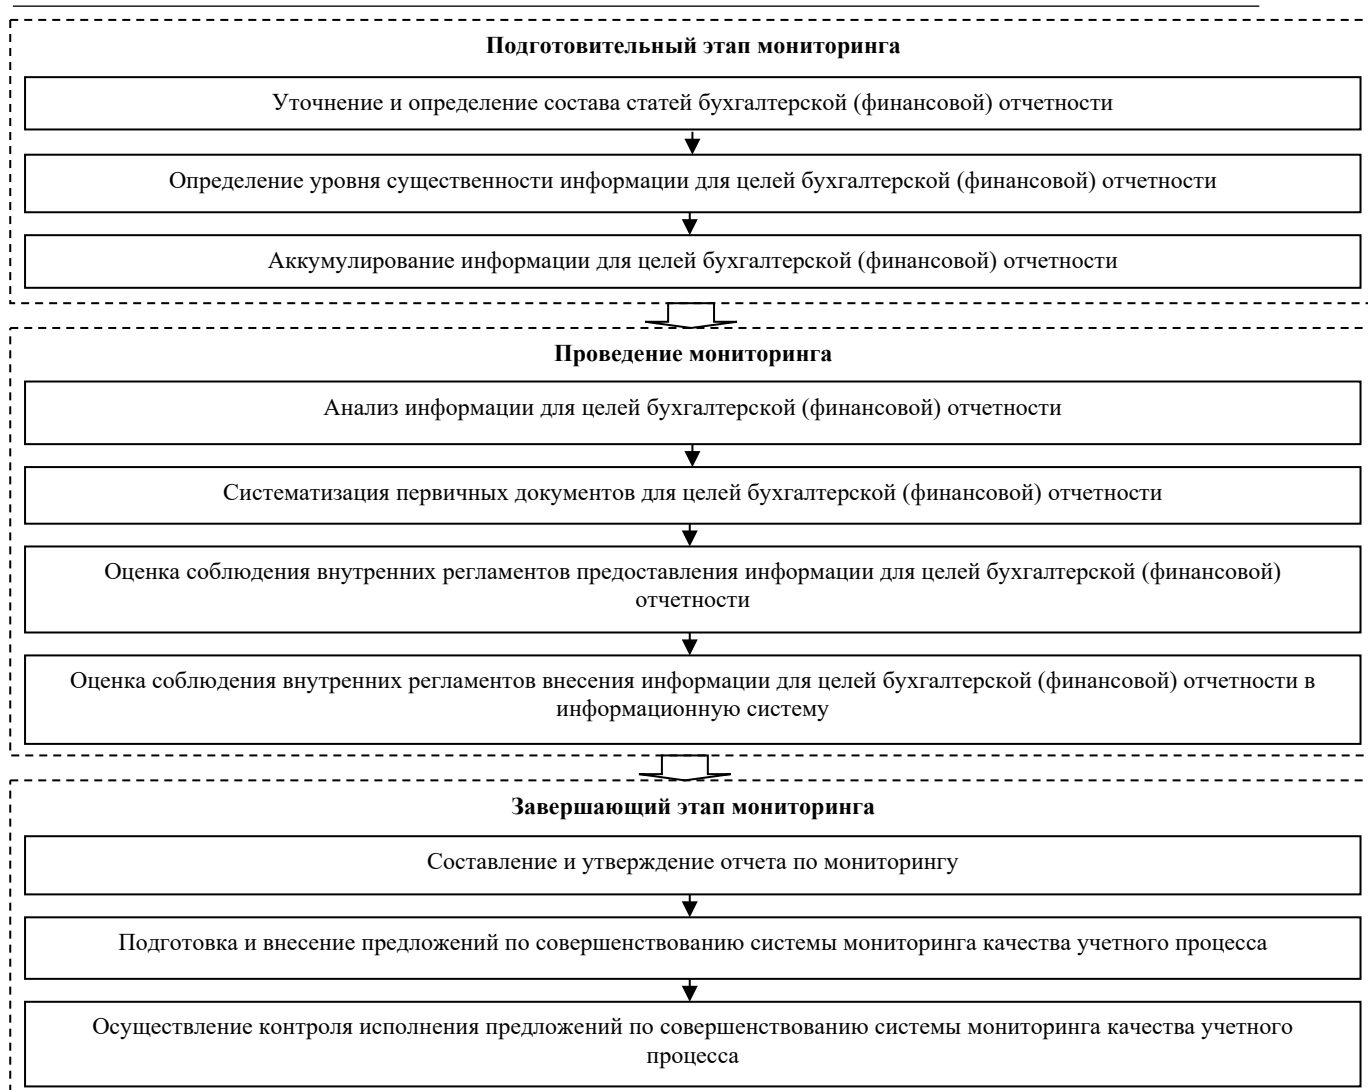 Подготовительный этап мониторинга
Уточнение и определение состава статей бухгалтерской (финансовой) отчетности
Определение уровня существенности информации для целей бухгалтерской (финансовой) отчетности
Аккумулирование информации для целей бухгалтерской (финансовой) отчетности
Проведение мониторинга
Анализ информации для целей бухгалтерской (финансовой) отчетности
Систематизация первичных документов для целей бухгалтерской (финансовой) отчетности
Оценка соблюдения внутренних регламентов предоставления информации для целей бухгалтерской (финансовой)
отчетности
Оценка соблюдения внутренних регламентов внесения информации для целей бухгалтерской (финансовой) отчетности в
информационную систему
Завершающий этап мониторинга
Составление и утверждение отчета по мониторингу
Подготовка и внесение предложений по совершенствованию системы мониторинга качества учетного процесса
Осуществление контроля исполнения предложений по совершенствованию системы мониторинга качества учетного
процесса